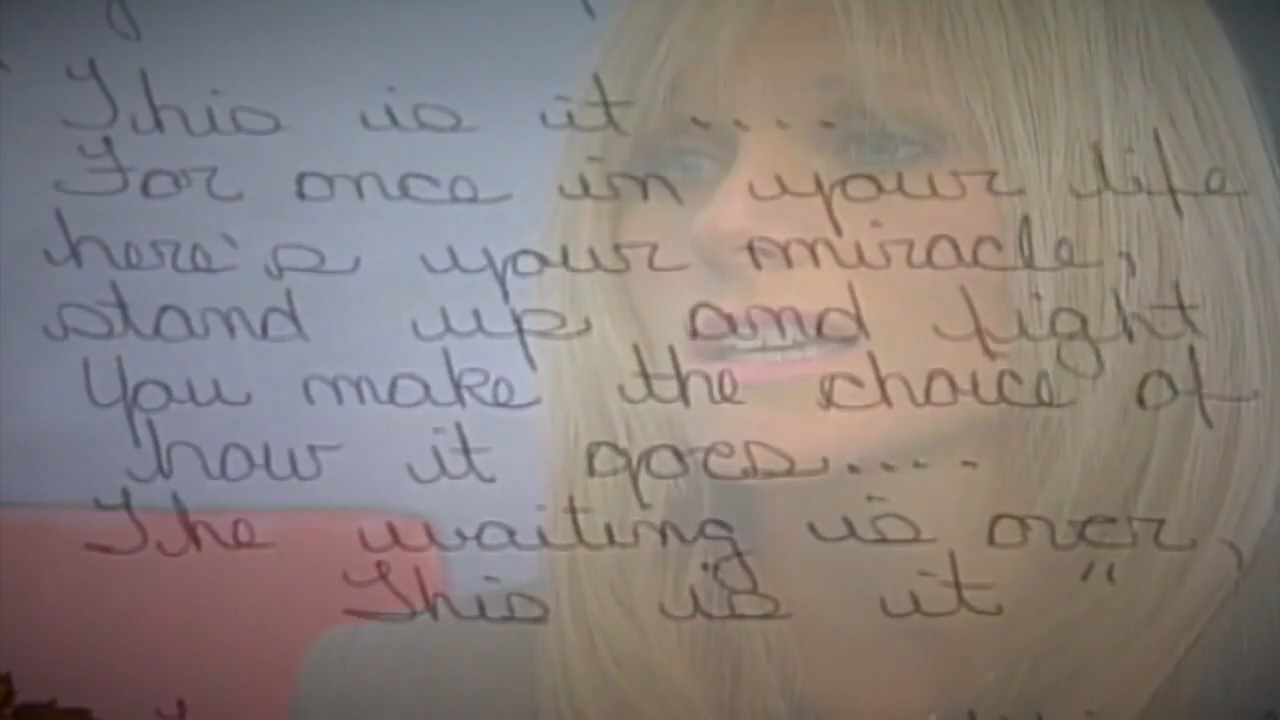 This is it ....
For once in your life
here's your miracle,
stand up and fight
You make the choice of
how it goes....
The waiting is over,
This is it "